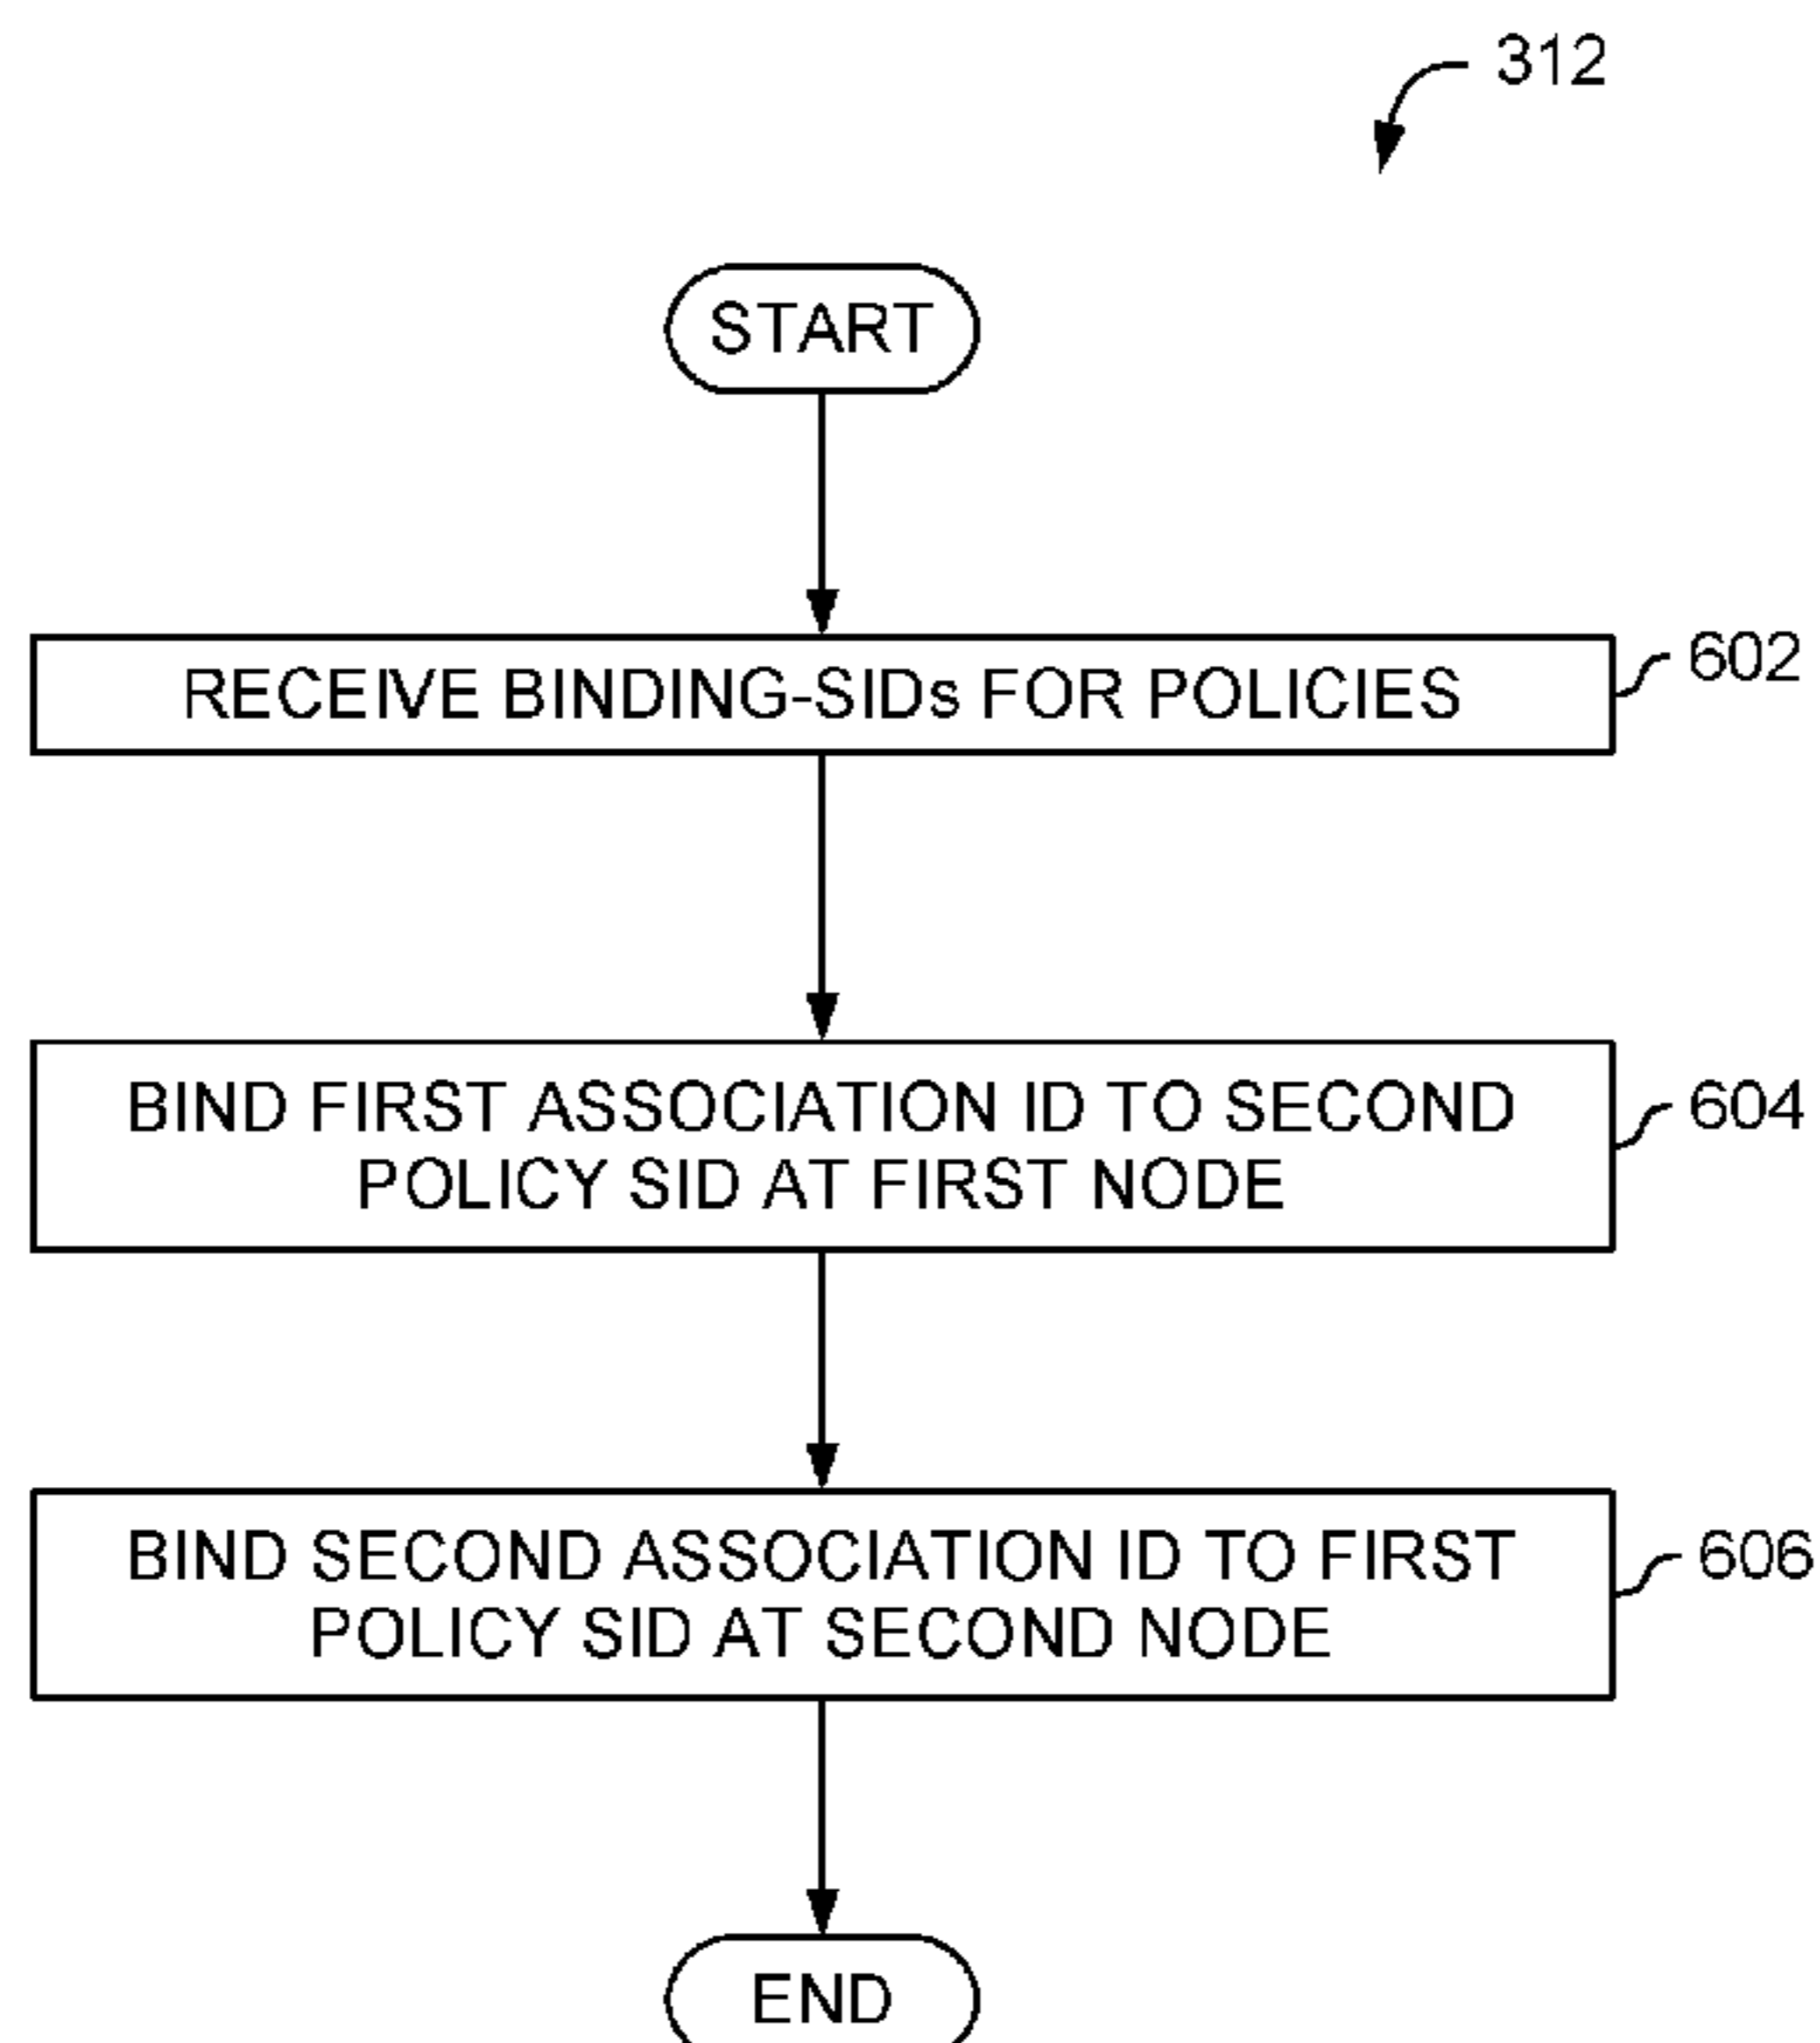 312
START
RECEIVE BINDING-SIDs FOR POLICIES
602
BIND FIRST ASSOCIATION ID TO SECOND
POLICY SID AT FIRST NODE
604
BIND SECOND ASSOCIATION ID TO FIRST
POLICY SID AT SECOND NODE
606
END